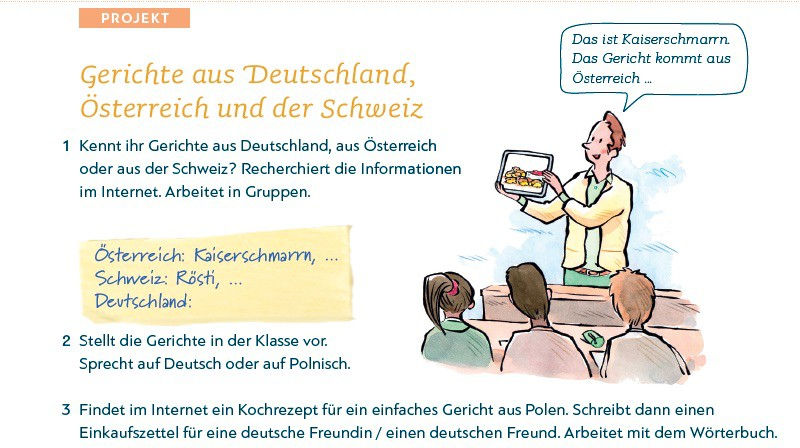 PROJEKT
Das ist Kaiserschmarrn.
Das Gericht kommt aus
Österreich ...
Gerichte aus Deutschland,
Österreich und der Schweiz
1 Kennt ihr Gerichte aus Deutschland, aus Österreich
oder aus der Schweiz? Recherchiert die Informationen
im Internet. Arbeitet in Gruppen.
Österreich: Kaiserschmarrn, ...
Schweiz: Rösti, ...
Deutschland:
2 Stellt die Gerichte in der Klasse vor.
Sprecht auf Deutsch oder auf Polnisch.
3 Findet im Internet ein Kochrezept für ein einfaches Gericht aus Polen. Schreibt dann einen
Einkaufszettel für eine deutsche Freundin / einen deutschen Freund. Arbeitet mit dem Wörterbuch.